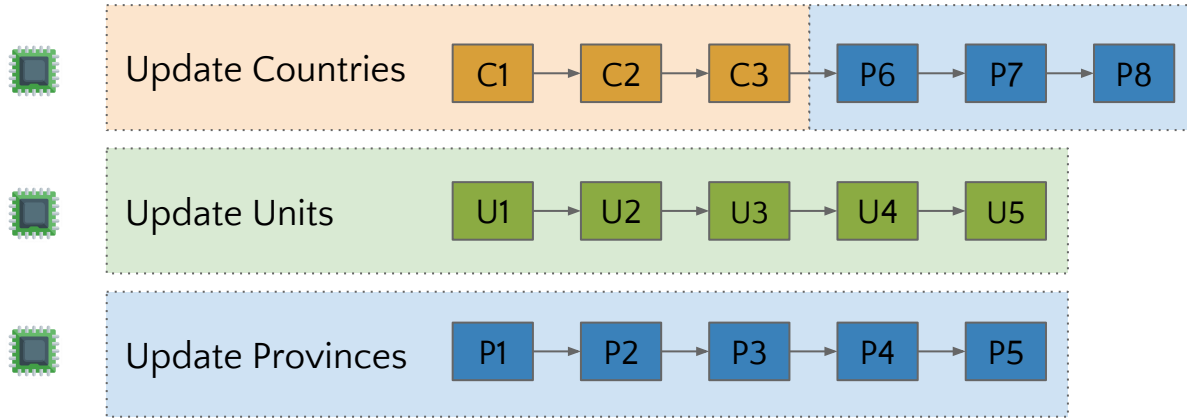 Update Countries C1 C2 C3 P6 P7 P8
Update Units U1 U2 U3 U4 U5
Update Provinces P1 P2 P3 P4 P5